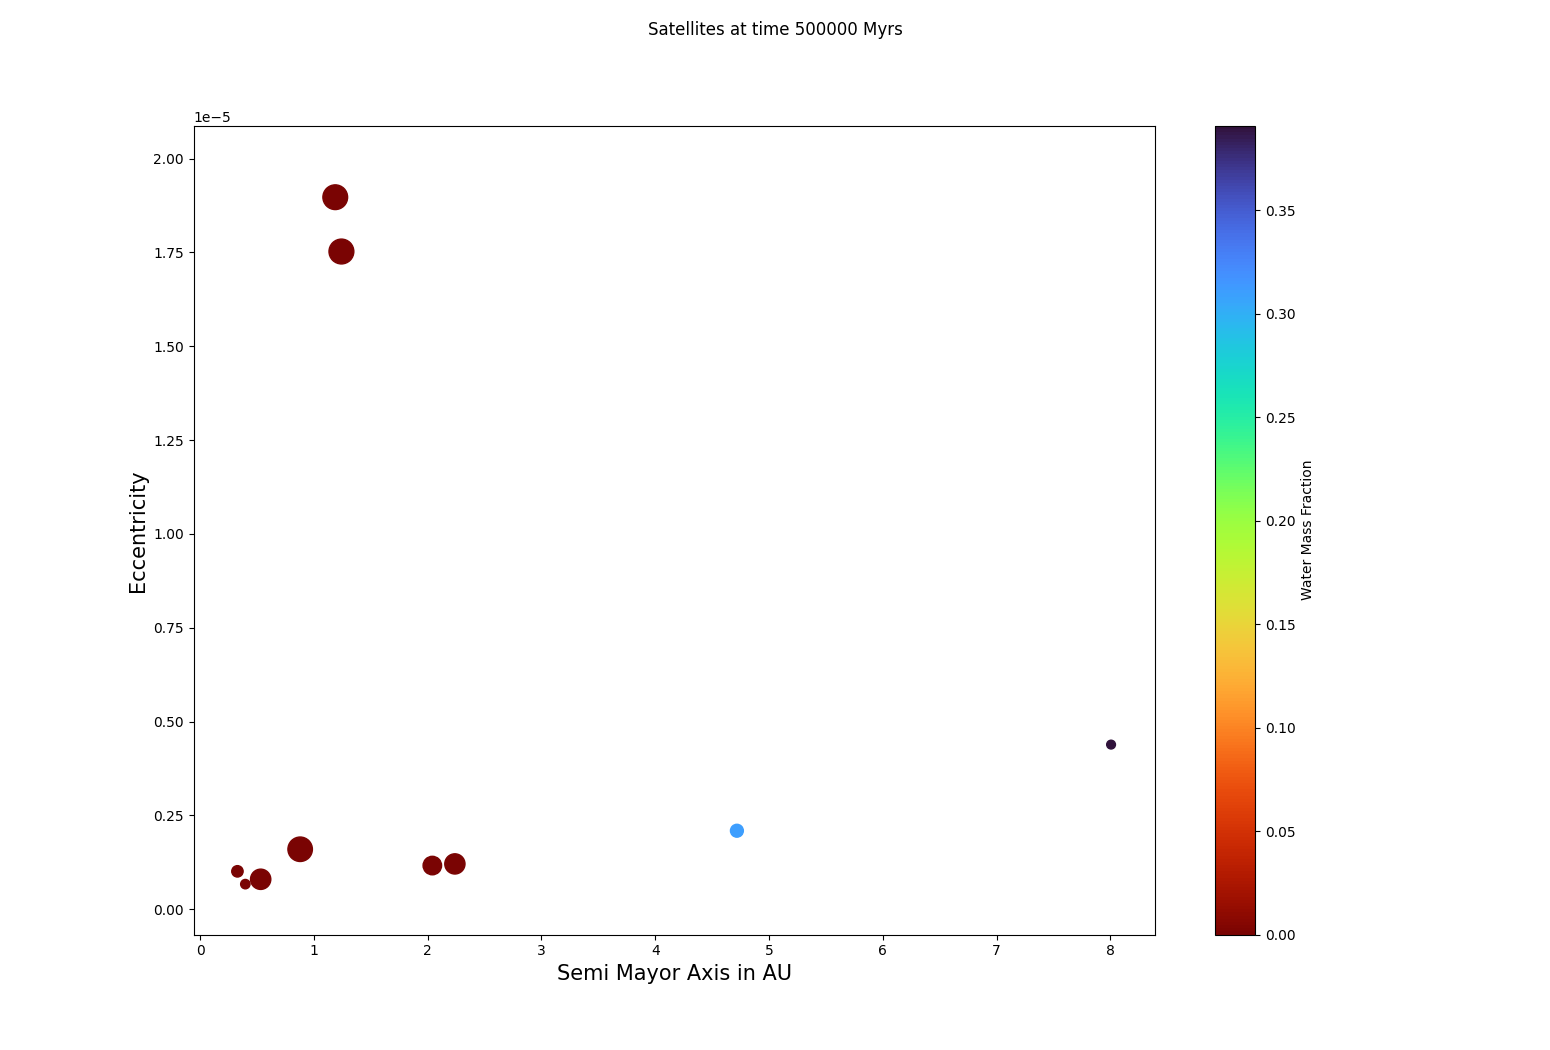 Satellites at time 500000 Myrs
1e−5
2.00
1.75
1.50
1.25
1.00
0.75
0.50
0.25
0.00
Eccentricity
0 1 2 3 4 5 6 7 8
Semi Mayor Axis in AU
0.35
0.30
0.25
0.20
0.15
0.10
0.05
0.00
Water Mass Fraction